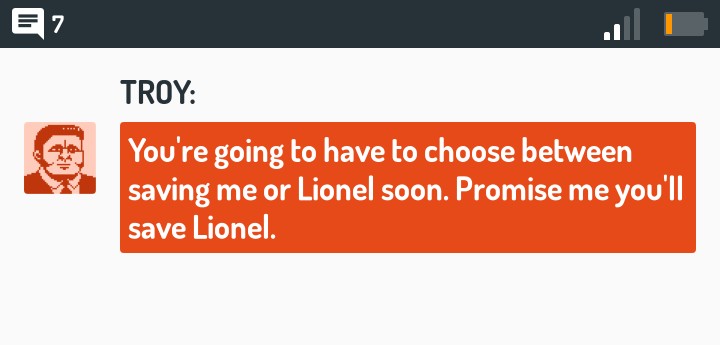 7
TROY:
You're going to have to choose between
saving me or Lionel soon. Promise me you'll
save Lionel.